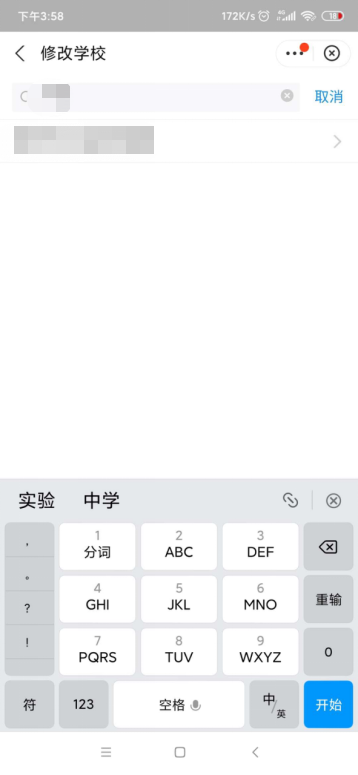 下午3:58 172K/s 4G 18
修改学校
取消
实验 中学
, 1 2 3
分词 ABC DEF
。 4 5 6 重输
? GHI JKL MNO
! 7 8 9 0
PQRS TUV WXYZ
符 123 空格 中/英 开始